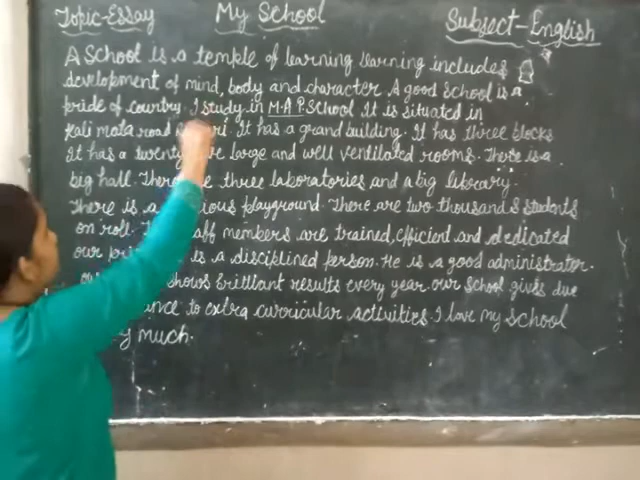 Topic-Essay My School Subject-English
A School is a temple of learning learning includes
development of mind, body and character A good School is a
pride of country. I study in M.A.P. School It is situated in
Kali mata road It has a grand building. It has three blocks
It has a large and well ventilated rooms. There is a
big hall. three laboratories and a big library.
There is a playground. There are two thousands students
on roll. members are trained, efficient and dedicated
our is a disciplined person. He is a good administrator.
shows brilliant results every year. our School gives due
to extra curricular activities. I love my School
much.